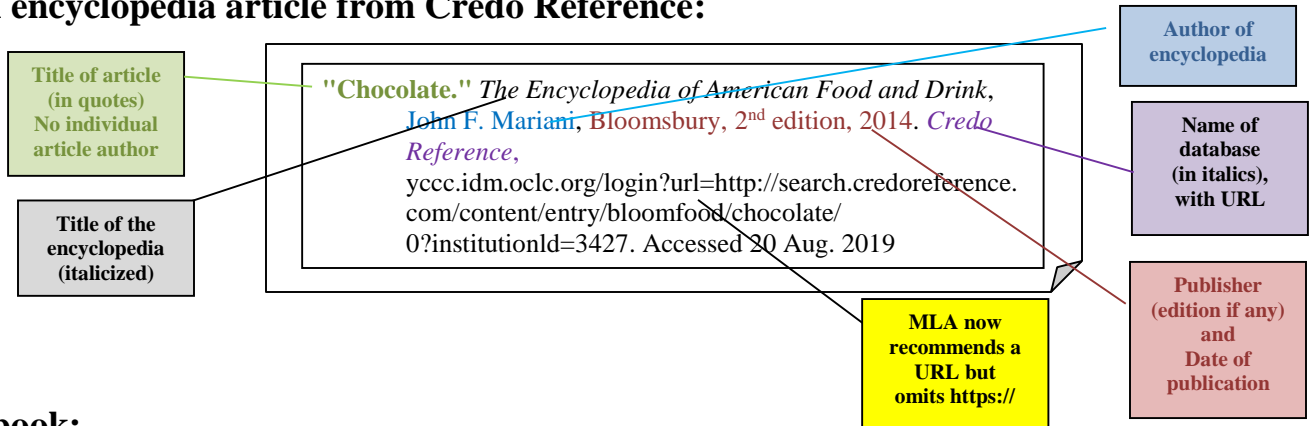 encyclopedia article from Credo Reference:
Author of
encyclopedia
Title of article
(in quotes)
No individual
article author
"Chocolate." The Encyclopedia of American Food and Drink,
John F. Mariani, Bloomsbury, 2nd edition, 2014. Credo
Reference,
yccc.idm.oclc.org/login?url=http://search.credoreference.
com/content/entry/bloomfood/chocolate/
0?institutionld=3427. Accessed 20 Aug. 2019
Name of
database
(in italics),
with URL
Title of the
encyclopedia
(italicized)
Publisher
(edition if any)
and
Date of
publication
MLA now
recommends a
URL but
omits https://